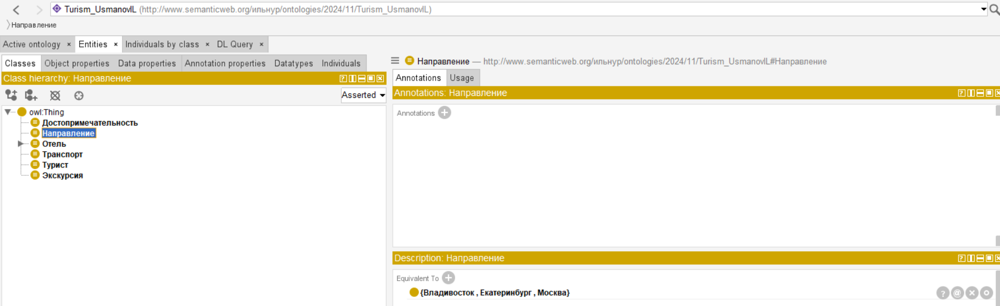 Turism_UsmanovIL (http://www.semanticweb.org/ильнур/ontologies/2024/11/Turism_UsmanovIL)
Направление
Active ontology × Entities × Individuals by class × DL Query ×
Classes Object properties Data properties Annotation properties Datatypes Individuals
Class hierarchy: Направление
Asserted
owl:Thing
Достопримечательность
Направление
Отель
Транспорт
Турист
Экскурсия
Направление — http://www.semanticweb.org/ильнур/ontologies/2024/11/Turism_UsmanovIL#Направление
Annotations Usage
Annotations: Направление
Annotations
Description: Направление
Equivalent To
{Владивосток , Екатеринбург , Москва}